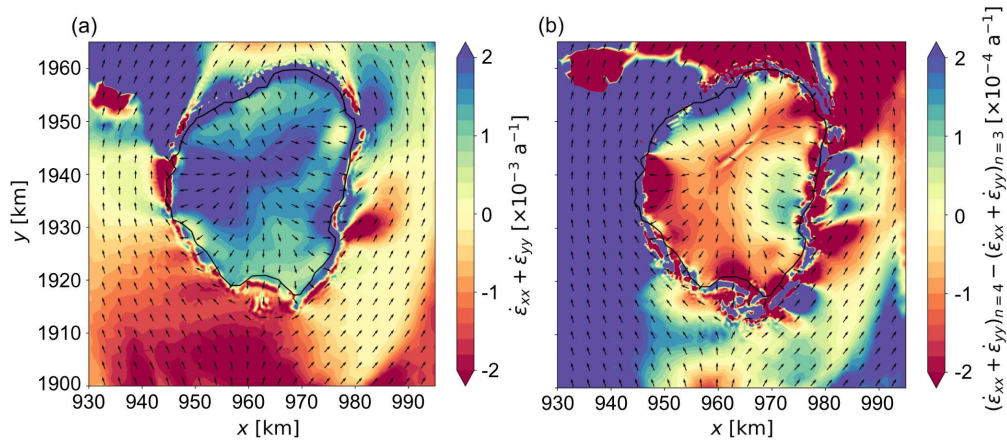 (a)
(b)
1960
1950
1940
1930
1920
1910
1900
y [km]
930 940 950 960 970 980 990
x [km]
2
1
0
-1
-2
ε̇xx + ε̇yy [×10⁻³ a⁻¹]
930 940 950 960 970 980 990
x [km]
2
1
0
-1
-2
(ε̇xx + ε̇yy)n=4 − (ε̇xx + ε̇yy)n=3 [×10⁻⁴ a⁻¹]